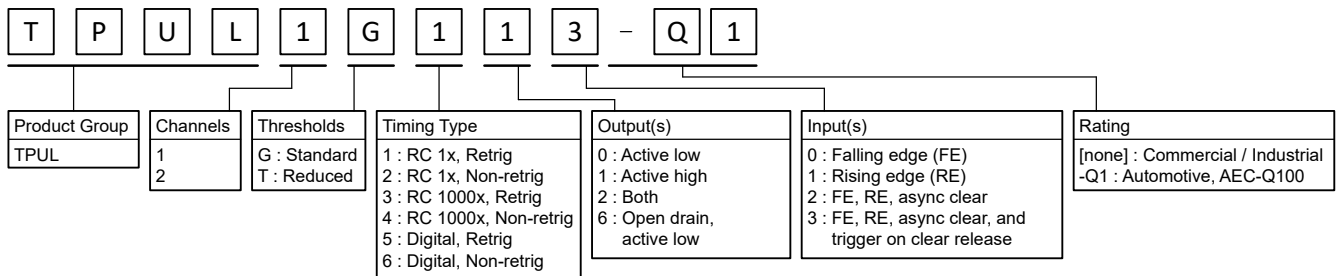 T P U L 1 G 1 1 3 - Q 1
Product Group
TPUL
Channels
1
2
Thresholds
G : Standard
T : Reduced
Timing Type
1 : RC 1x, Retrig
2 : RC 1x, Non-retrig
3 : RC 1000x, Retrig
4 : RC 1000x, Non-retrig
5 : Digital, Retrig
6 : Digital, Non-retrig
Output(s)
0 : Active low
1 : Active high
2 : Both
6 : Open drain,
active low
Input(s)
0 : Falling edge (FE)
1 : Rising edge (RE)
2 : FE, RE, async clear
3 : FE, RE, async clear, and
trigger on clear release
Rating
[none] : Commercial / Industrial
-Q1 : Automotive, AEC-Q100